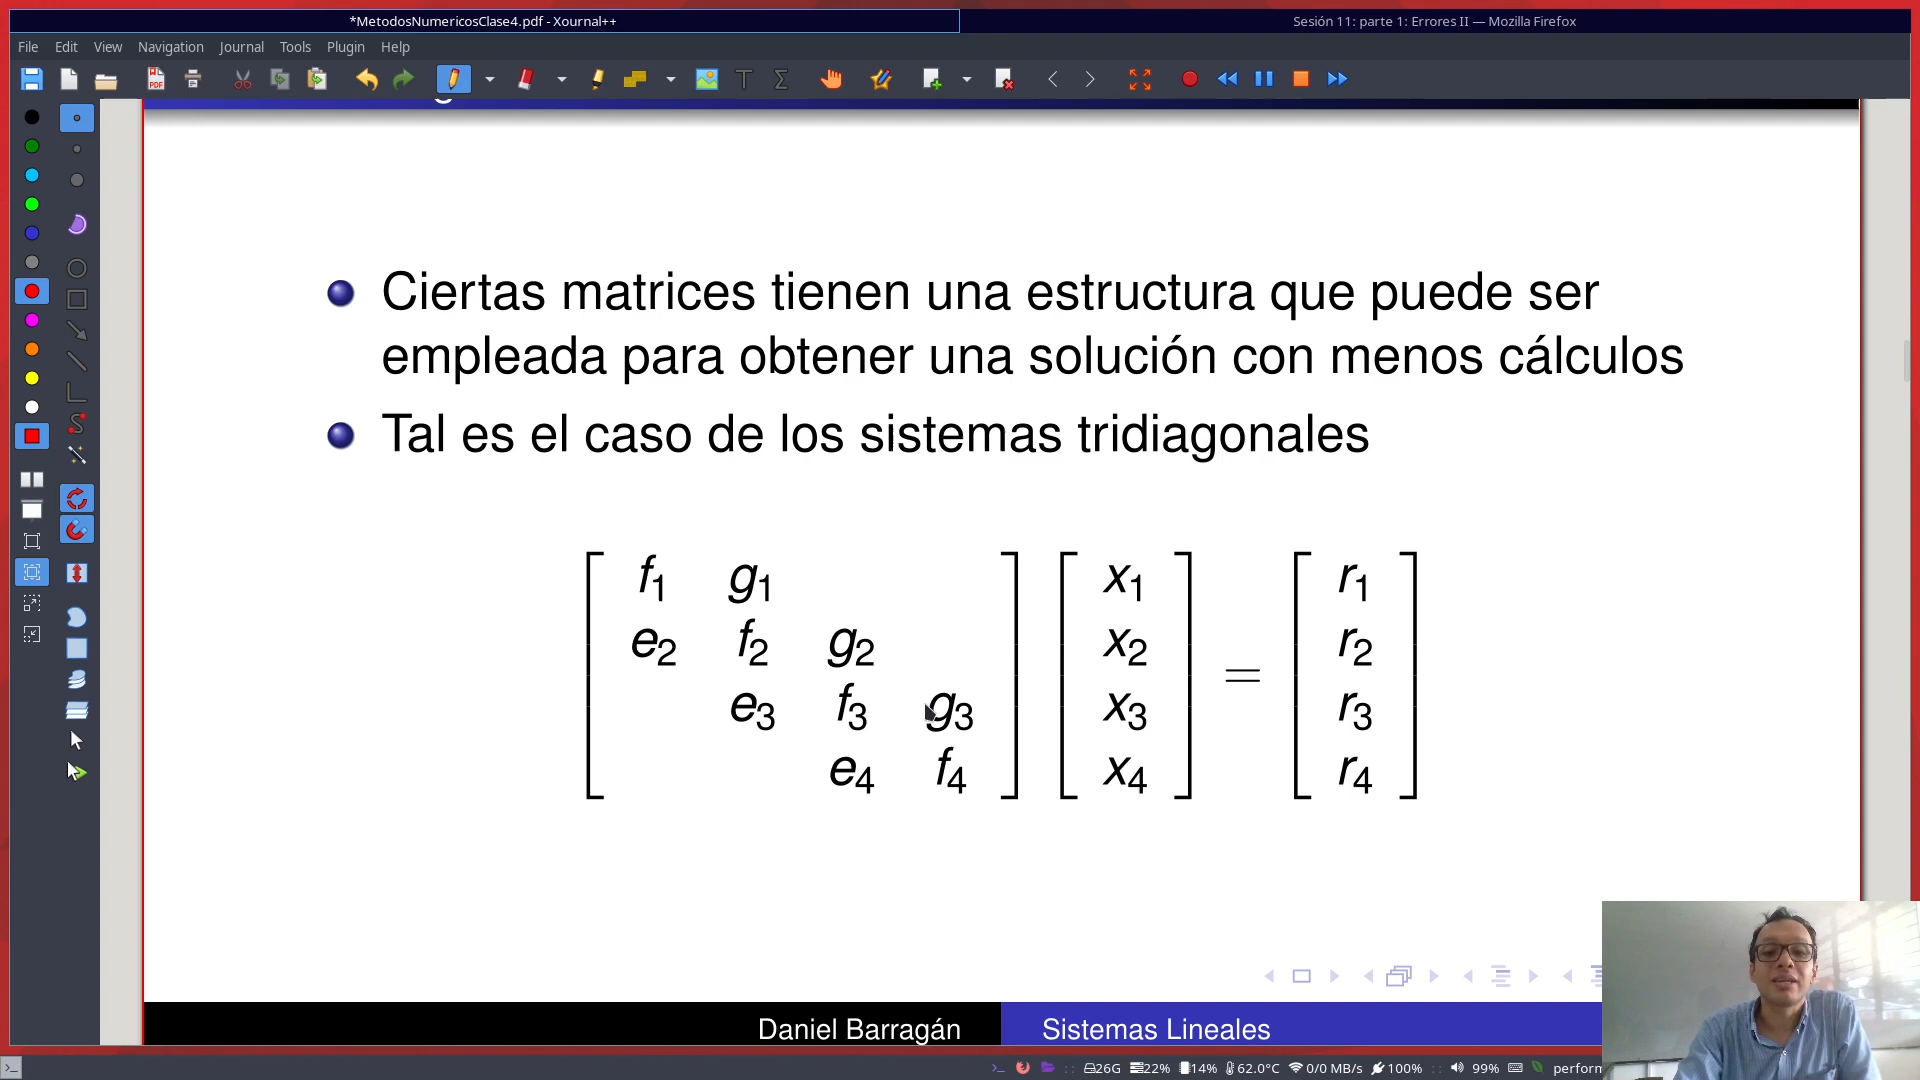 *MetodosNumericosClase4.pdf - Xournal++
Sesión 11: parte 1: Errores II — Mozilla Firefox
File Edit View Navigation Journal Tools Plugin Help
Ciertas matrices tienen una estructura que puede ser
empleada para obtener una solución con menos cálculos
Tal es el caso de los sistemas tridiagonales
f1 g1 x1 r1
e2 f2 g2 x2 = r2
e3 f3 g3 x3 r3
e4 f4 x4 r4
Daniel Barragán Sistemas Lineales
26G 22% 14% 62.0°C 0/0 MB/s 100% 99% perform